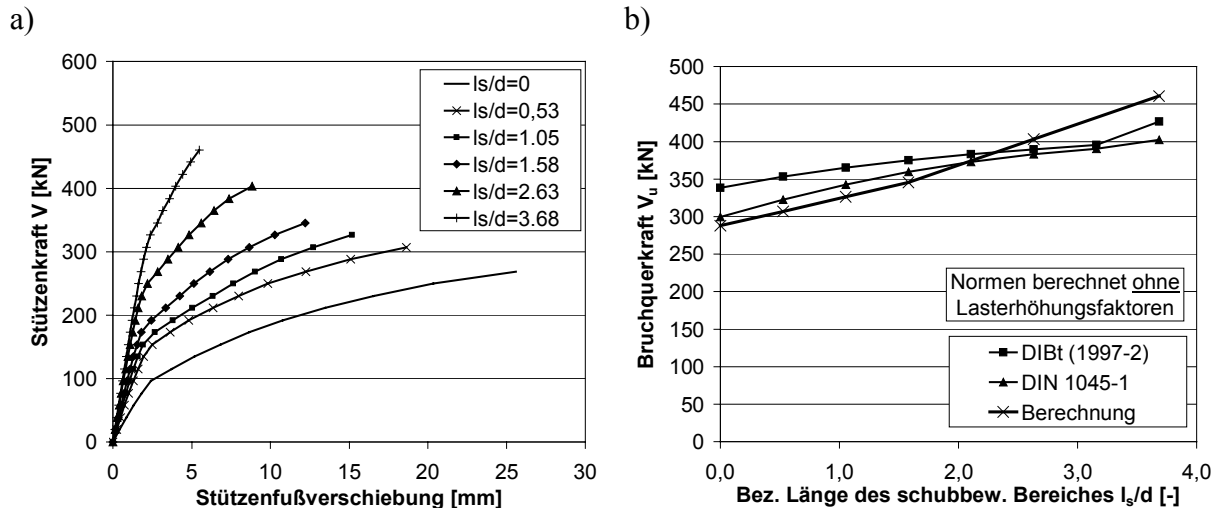 a)
600
500
400
300
200
100
0
Stützenkraft V [kN]
0 5 10 15 20 25 30
Stützenfußverschiebung [mm]
ls/d=0
ls/d=0,53
ls/d=1.05
ls/d=1.58
ls/d=2.63
ls/d=3.68
b)
500
450
400
350
300
250
200
150
100
50
0
Bruchquerkraft Vu [kN]
0,0 1,0 2,0 3,0 4,0
Bez. Länge des schubbew. Bereiches ls/d [-]
Normen berechnet ohne
Lasterhöhungsfaktoren
DIBt (1997-2)
DIN 1045-1
Berechnung